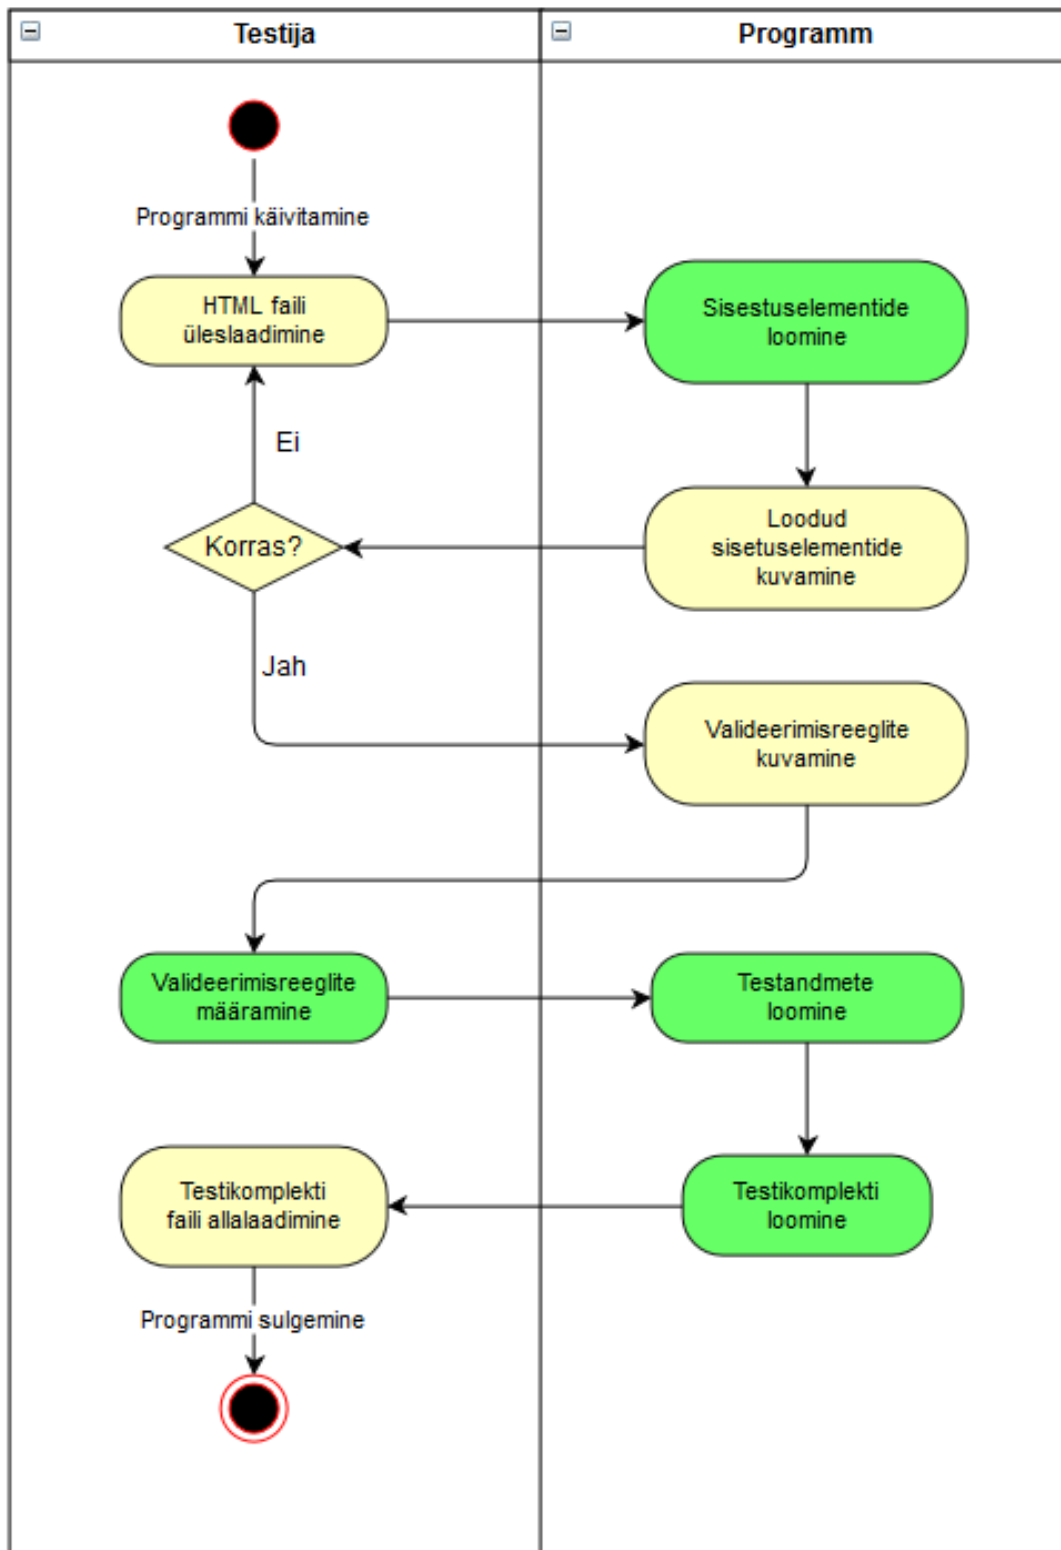 Testija
Programm
Programmi käivitamine
HTML faili
üleslaadimine
Sisestuselementide
loomine
Ei
Loodud
sisetuselementide
kuvamine
Korras?
Jah
Valideerimisreeglite
kuvamine
Valideerimisreeglite
määramine
Testandmete
loomine
Testikomplekti
loomine
Testikomplekti
faili allalaadimine
Programmi sulgemine